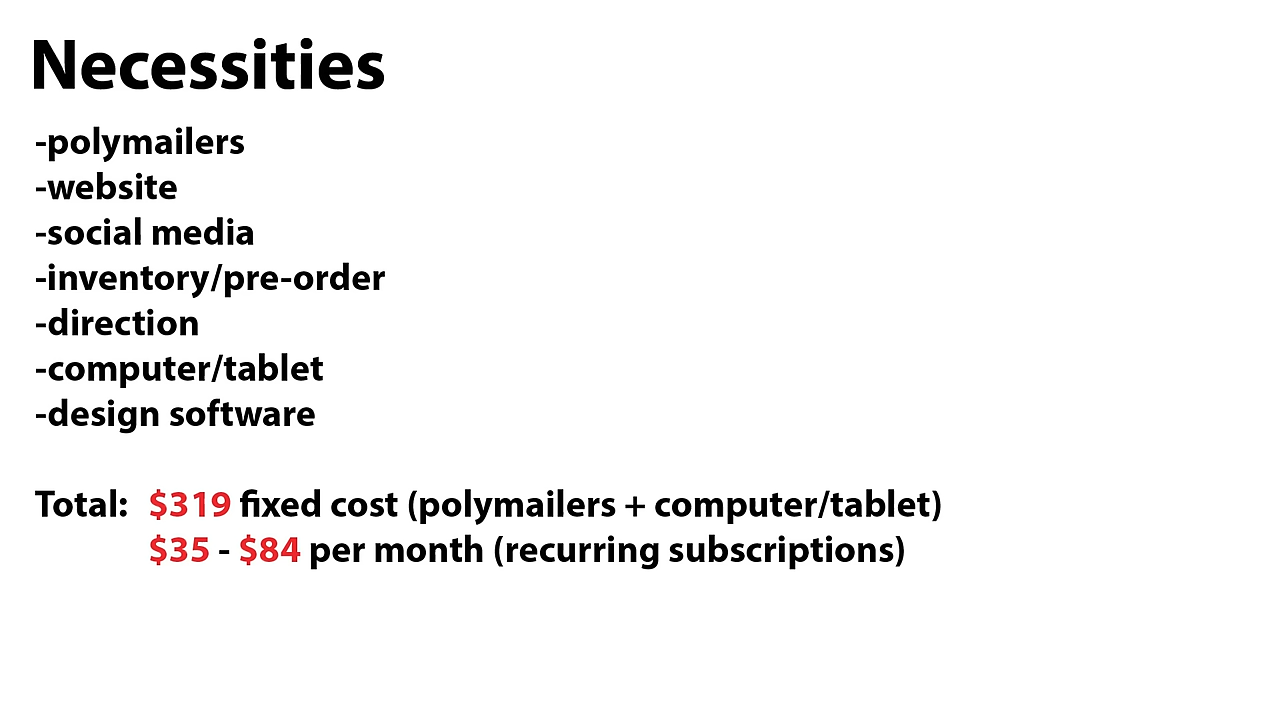 Necessities
-polymailers
-website
-social media
-inventory/pre-order
-direction
-computer/tablet
-design software
Total: $319 fixed cost (polymailers + computer/tablet)
$35 - $84 per month (recurring subscriptions)